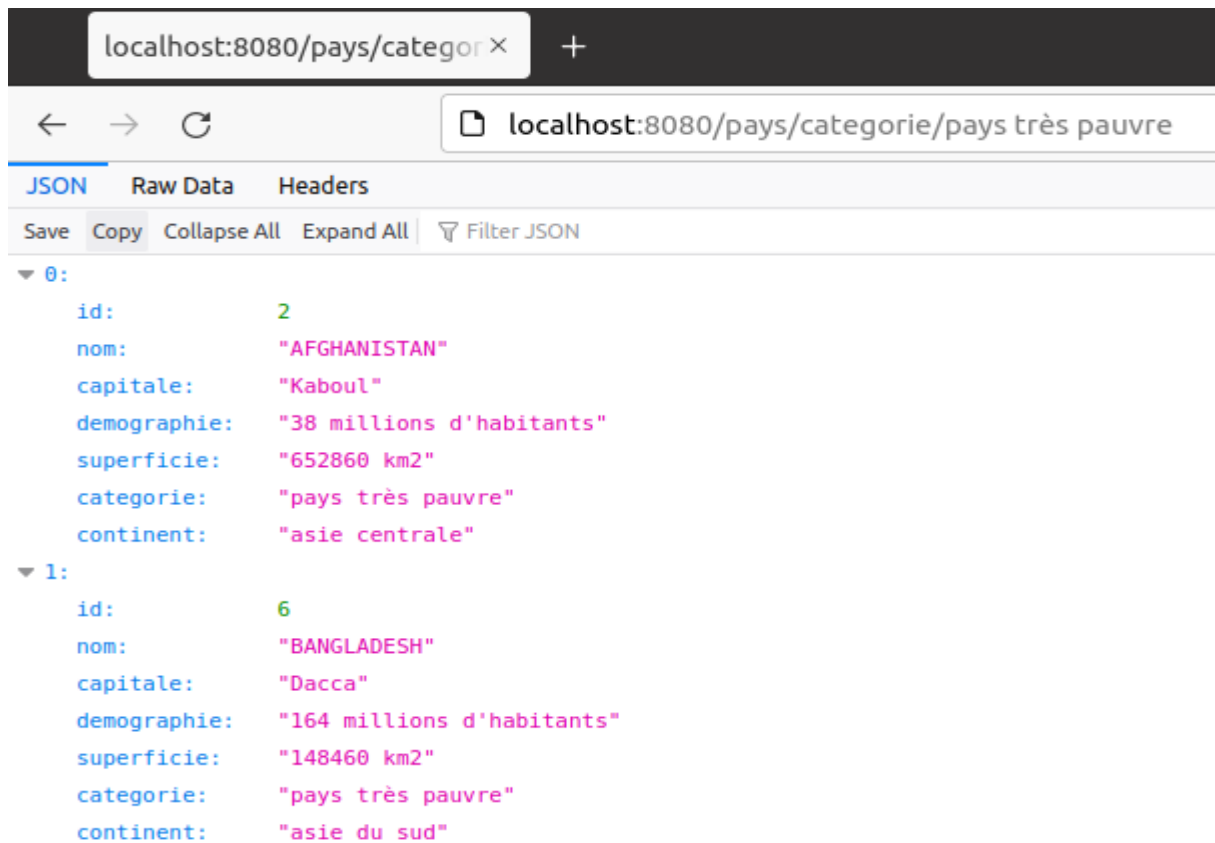 localhost:8080/pays/categor
localhost:8080/pays/categorie/pays très pauvre
JSON Raw Data Headers
Save Copy Collapse All Expand All Filter JSON
0:
id: 2
nom: "AFGHANISTAN"
capitale: "Kaboul"
demographie: "38 millions d'habitants"
superficie: "652860 km2"
categorie: "pays très pauvre"
continent: "asie centrale"
1:
id: 6
nom: "BANGLADESH"
capitale: "Dacca"
demographie: "164 millions d'habitants"
superficie: "148460 km2"
categorie: "pays très pauvre"
continent: "asie du sud"